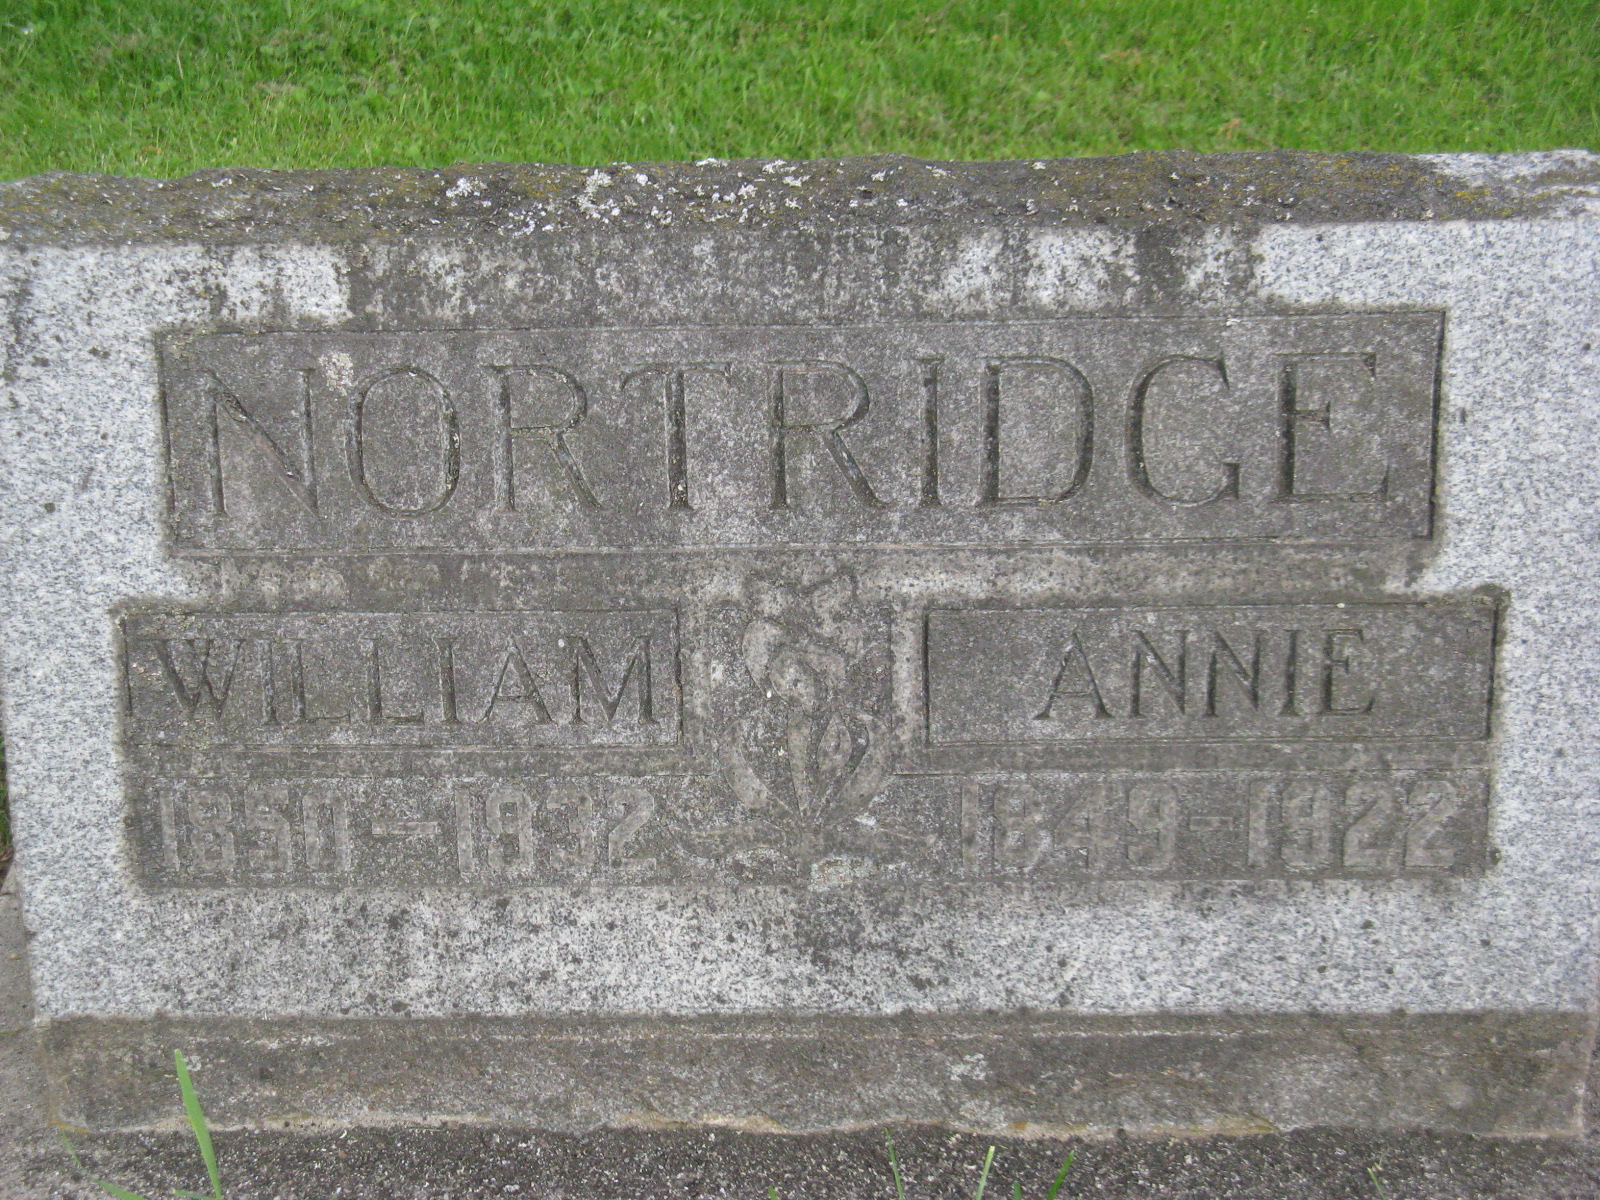 NORTRIDGE
WILLIAM ANNIE
1850-1932 1849-1922